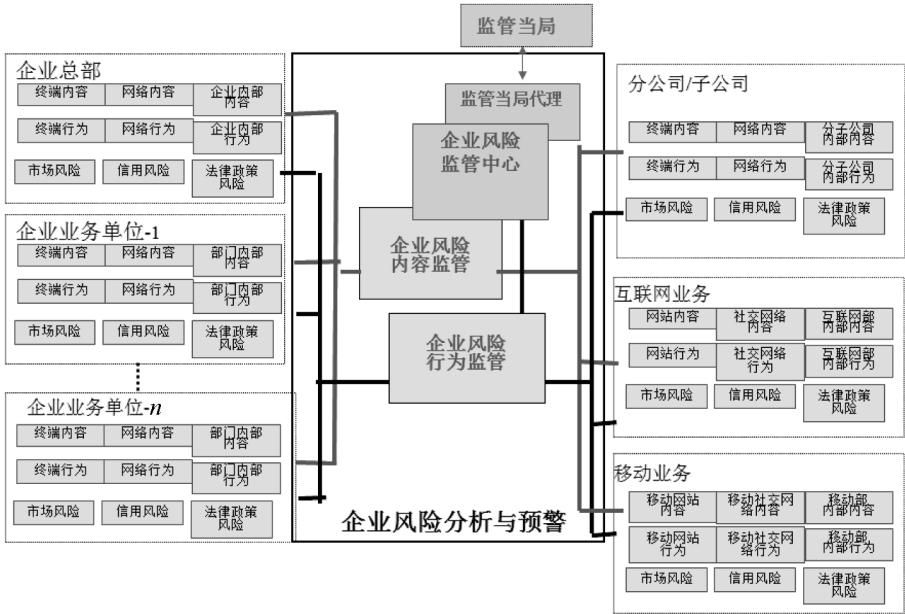 监管当局
监管当局代理
企业风险
监管中心
企业风险
内容监管
企业风险
行为监管
企业风险分析与预警
企业总部
终端内容 网络内容 企业内部
内容
终端行为 网络行为 企业内部
行为
市场风险 信用风险 法律政策
风险
企业业务单位-1
终端内容 网络内容 部门内部
内容
终端行为 网络行为 部门内部
行为
市场风险 信用风险 法律政策
风险
企业业务单位-n
终端内容 网络内容 部门内部
内容
终端行为 网络行为 部门内部
行为
市场风险 信用风险 法律政策
风险
分公司/子公司
终端内容 网络内容 分子公司
内部内容
终端行为 网络行为 分子公司
内部行为
市场风险 信用风险 法律政策
风险
互联网业务
网站内容 社交网络
内容 互联网部
内部内容
网站行为 社交网络
行为 互联网部
内部行为
市场风险 信用风险 法律政策
风险
移动业务
移动网站
内容 移动社交网
络内容 移动部
内部内容
移动网站
行为 移动社交网
络行为 移动部
内部行为
市场风险 信用风险 法律政策
风险